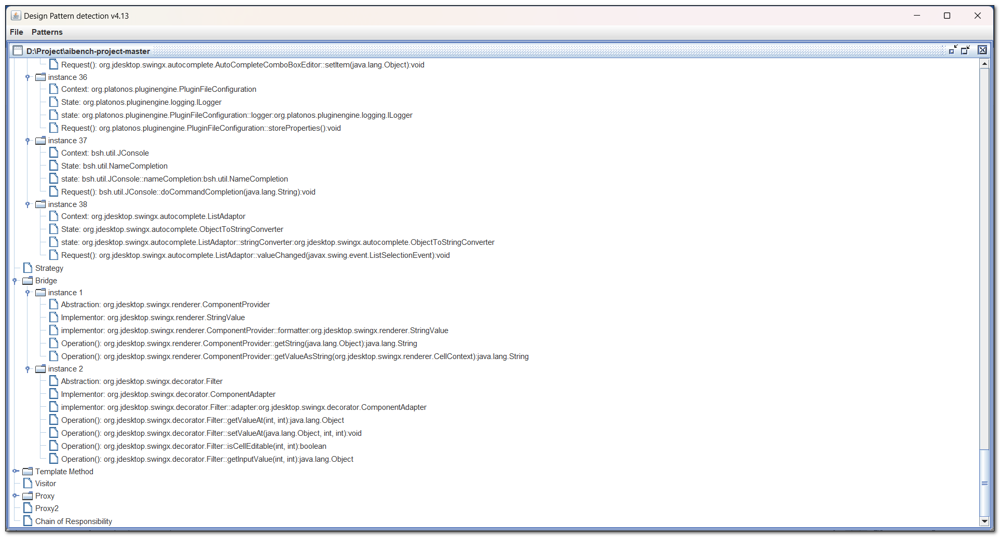 Design Pattern detection v4.13
File Patterns
D:\Project\aibench-project-master
Request(): org.jdesktop.swingx.autocomplete.AutoCompleteComboBoxEditor::setItem(java.lang.Object):void
instance 36
Context: org.platonos.pluginengine.PluginFileConfiguration
State: org.platonos.pluginengine.logging.ILogger
state: org.platonos.pluginengine.PluginFileConfiguration::logger:org.platonos.pluginengine.logging.ILogger
Request(): org.platonos.pluginengine.PluginFileConfiguration::storeProperties():void
instance 37
Context: bsh.util.JConsole
State: bsh.util.NameCompletion
state: bsh.util.JConsole::nameCompletion:bsh.util.NameCompletion
Request(): bsh.util.JConsole::doCommandCompletion(java.lang.String):void
instance 38
Context: org.jdesktop.swingx.autocomplete.ListAdaptor
State: org.jdesktop.swingx.autocomplete.ObjectToStringConverter
state: org.jdesktop.swingx.autocomplete.ListAdaptor::stringConverter:org.jdesktop.swingx.autocomplete.ObjectToStringConverter
Request(): org.jdesktop.swingx.autocomplete.ListAdaptor::valueChanged(javax.swing.event.ListSelectionEvent):void
Strategy
Bridge
instance 1
Abstraction: org.jdesktop.swingx.renderer.ComponentProvider
Implementor: org.jdesktop.swingx.renderer.StringValue
implementor: org.jdesktop.swingx.renderer.ComponentProvider::formatter:org.jdesktop.swingx.renderer.StringValue
Operation(): org.jdesktop.swingx.renderer.ComponentProvider::getString(java.lang.Object):java.lang.String
Operation(): org.jdesktop.swingx.renderer.ComponentProvider::getValueAsString(org.jdesktop.swingx.renderer.CellContext):java.lang.String
instance 2
Abstraction: org.jdesktop.swingx.decorator.Filter
Implementor: org.jdesktop.swingx.decorator.ComponentAdapter
implementor: org.jdesktop.swingx.decorator.Filter::adapter:org.jdesktop.swingx.decorator.ComponentAdapter
Operation(): org.jdesktop.swingx.decorator.Filter::getValueAt(int, int):java.lang.Object
Operation(): org.jdesktop.swingx.decorator.Filter::setValueAt(java.lang.Object, int, int):void
Operation(): org.jdesktop.swingx.decorator.Filter::isCellEditable(int, int):boolean
Operation(): org.jdesktop.swingx.decorator.Filter::getInputValue(int, int):java.lang.Object
Template Method
Visitor
Proxy
Proxy2
Chain of Responsibility